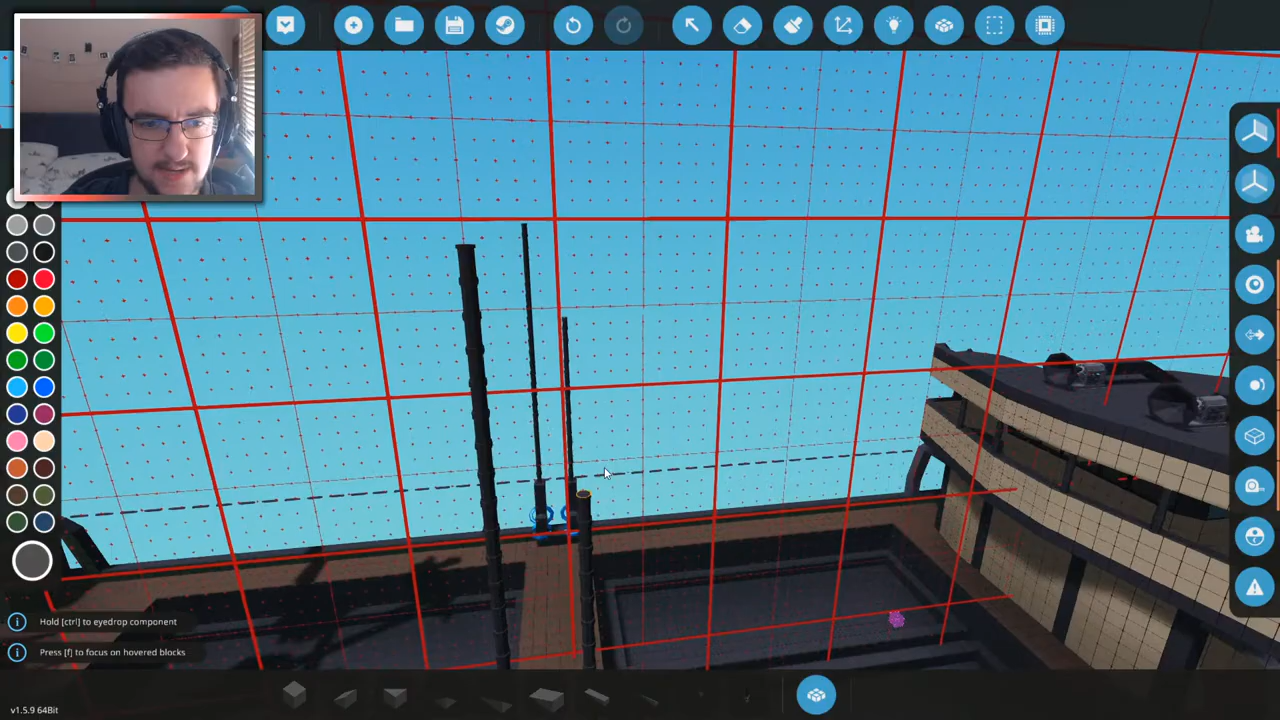 Hold [ctrl] to eyedrop component
Press [f] to focus on hovered blocks
v1.5.9 64Bit